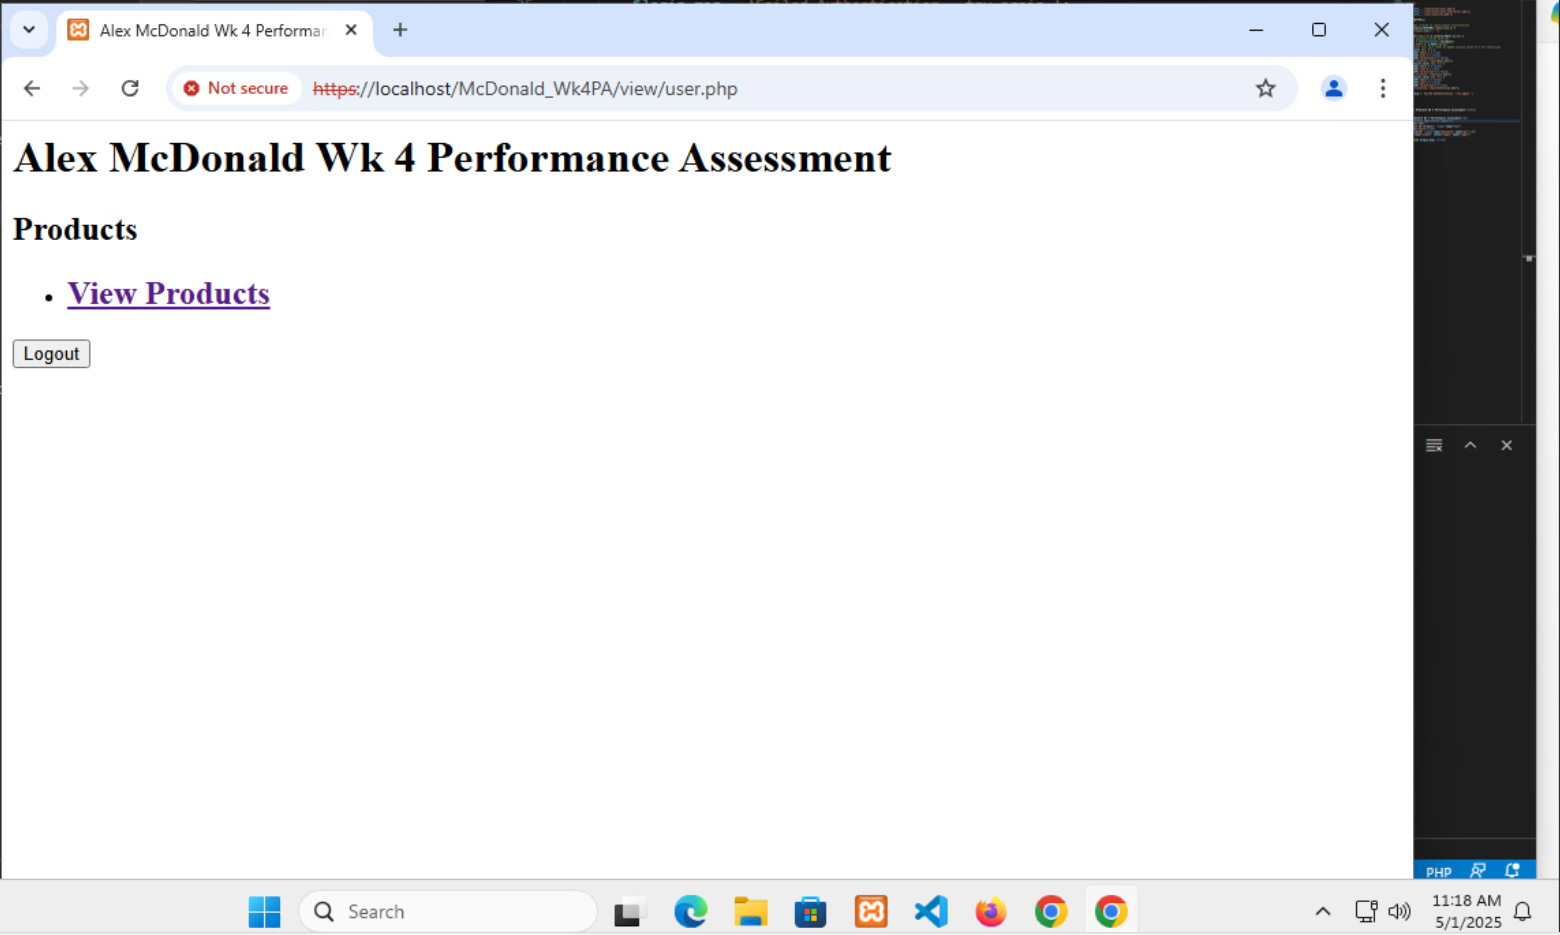 Alex McDonald Wk 4 Performan
Not secure https://localhost/McDonald_Wk4PA/view/user.php
Alex McDonald Wk 4 Performance Assessment
Products
View Products
Logout
PHP
Search
11:18 AM
5/1/2025